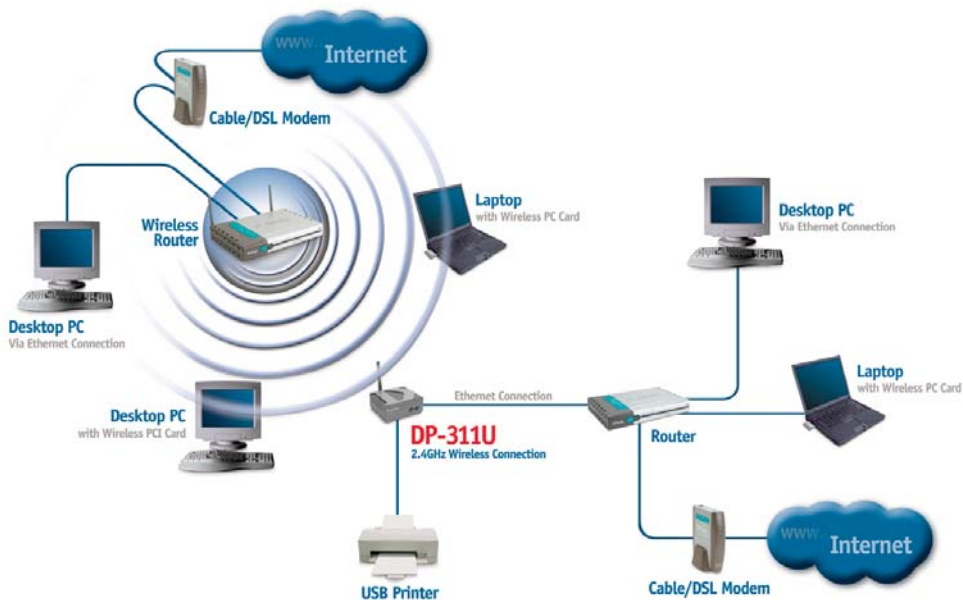 www.
Internet
Cable/DSL Modem
Wireless
Router
Laptop
with Wireless PC Card
Desktop PC
Via Ethernet Connection
Desktop PC
Via Ethernet Connection
Desktop PC
with Wireless PCI Card
Ethernet Connection
DP-311U
2.4GHz Wireless Connection
Router
Laptop
with Wireless PC Card
USB Printer
Cable/DSL Modem
www.
Internet